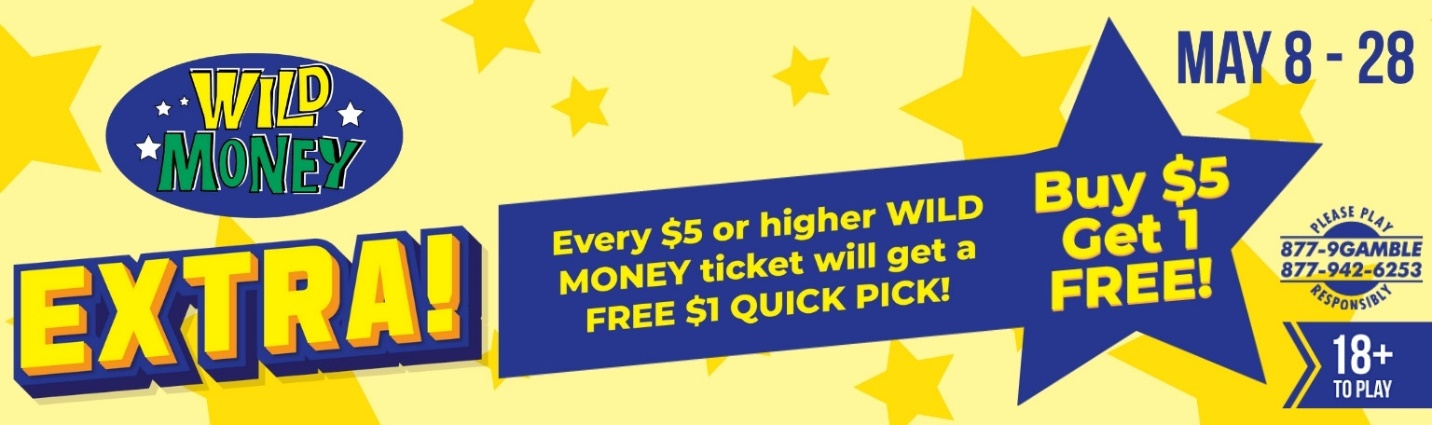 WILD
MONEY
EXTRA!
Every $5 or higher WILD
MONEY ticket will get a
FREE $1 QUICK PICK!
Buy $5
Get 1
FREE!
MAY 8 - 28
PLEASE PLAY
877-9GAMBLE
877-942-6253
RESPONSIBLY
18+
TO PLAY